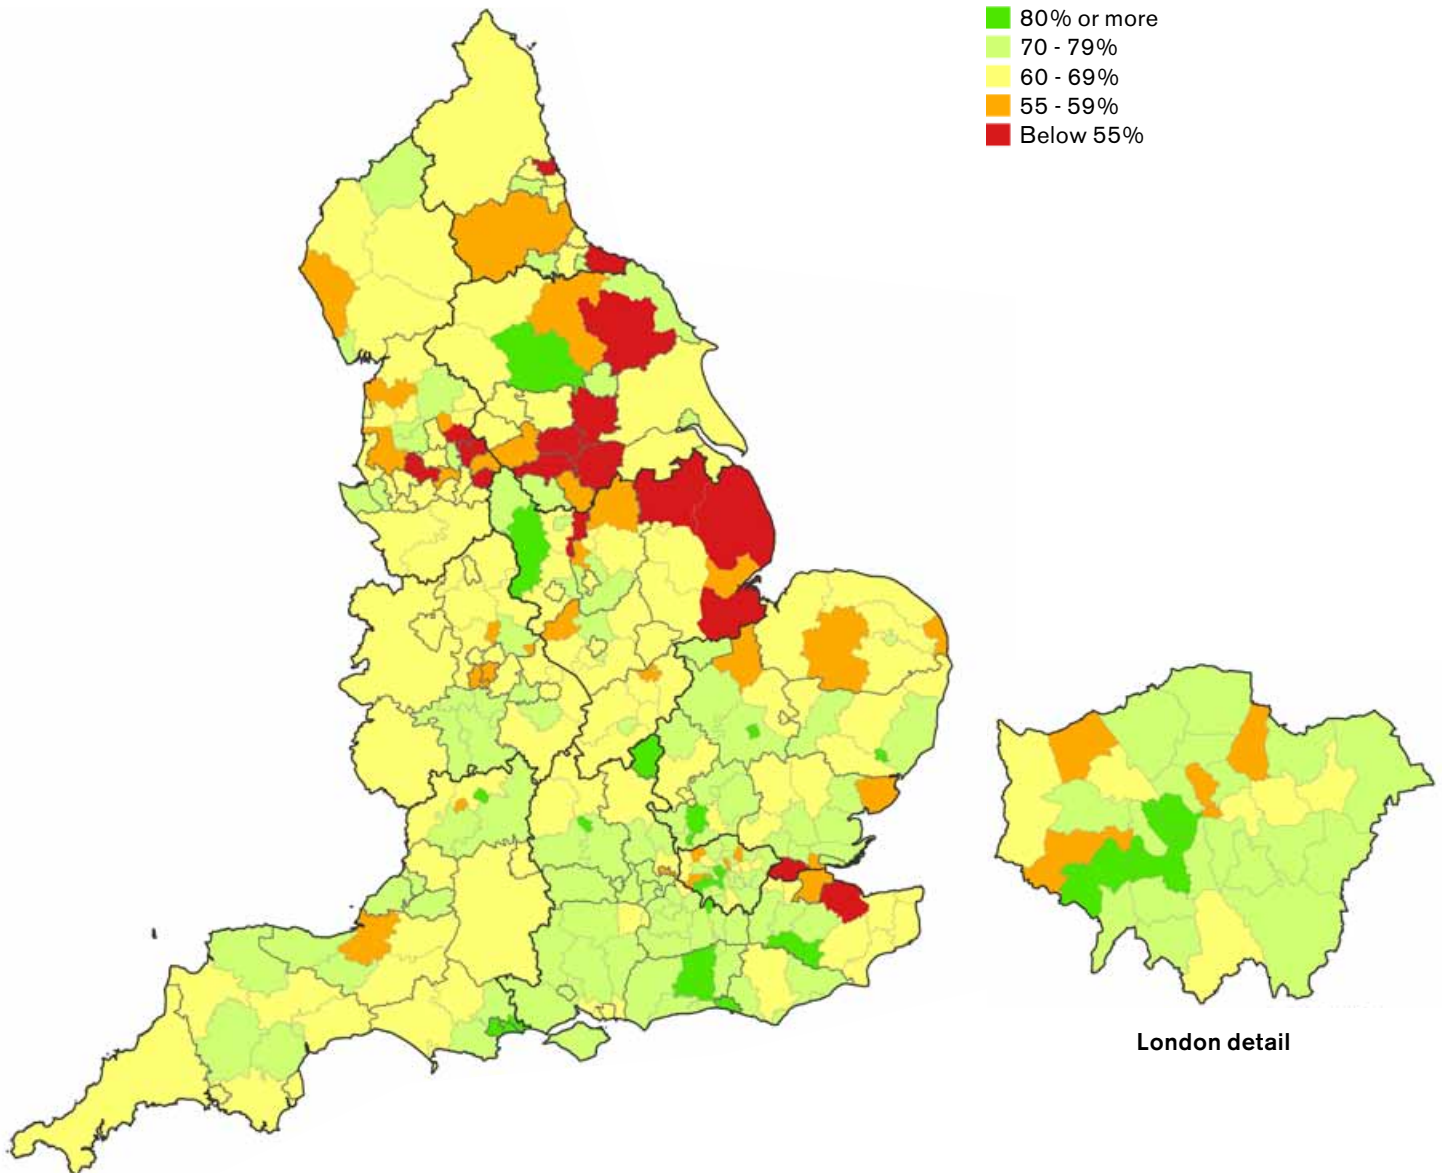 80% or more
70 - 79%
60 - 69%
55 - 59%
Below 55%
London detail